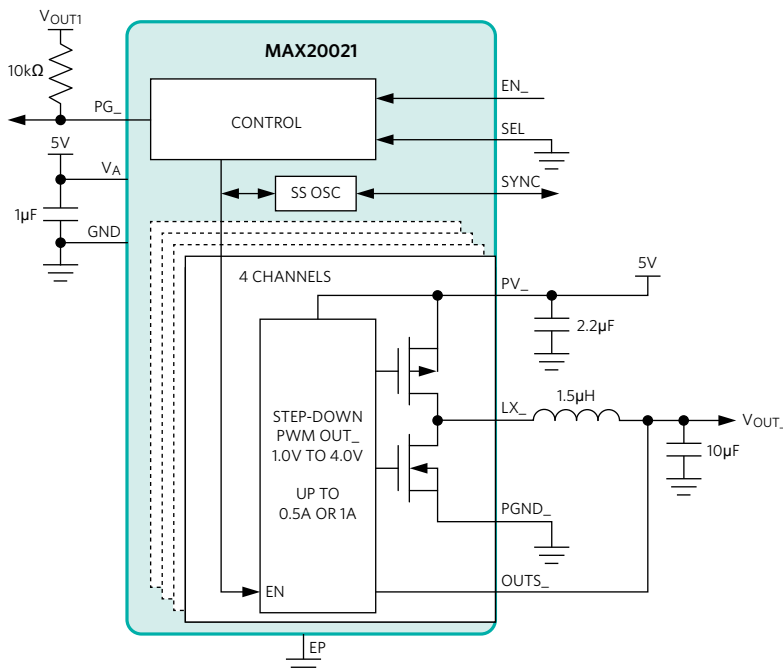 VOUT1
10kΩ
PG_
5V
VA
1µF
GND
MAX20021
CONTROL
EN_
SEL
SS OSC
SYNC
4 CHANNELS
PV_
5V
2.2µF
STEP-DOWN
PWM OUT_
1.0V TO 4.0V
UP TO
0.5A OR 1A
LX_
1.5µH
VOUT_
10µF
PGND_
EN
OUTS_
EP